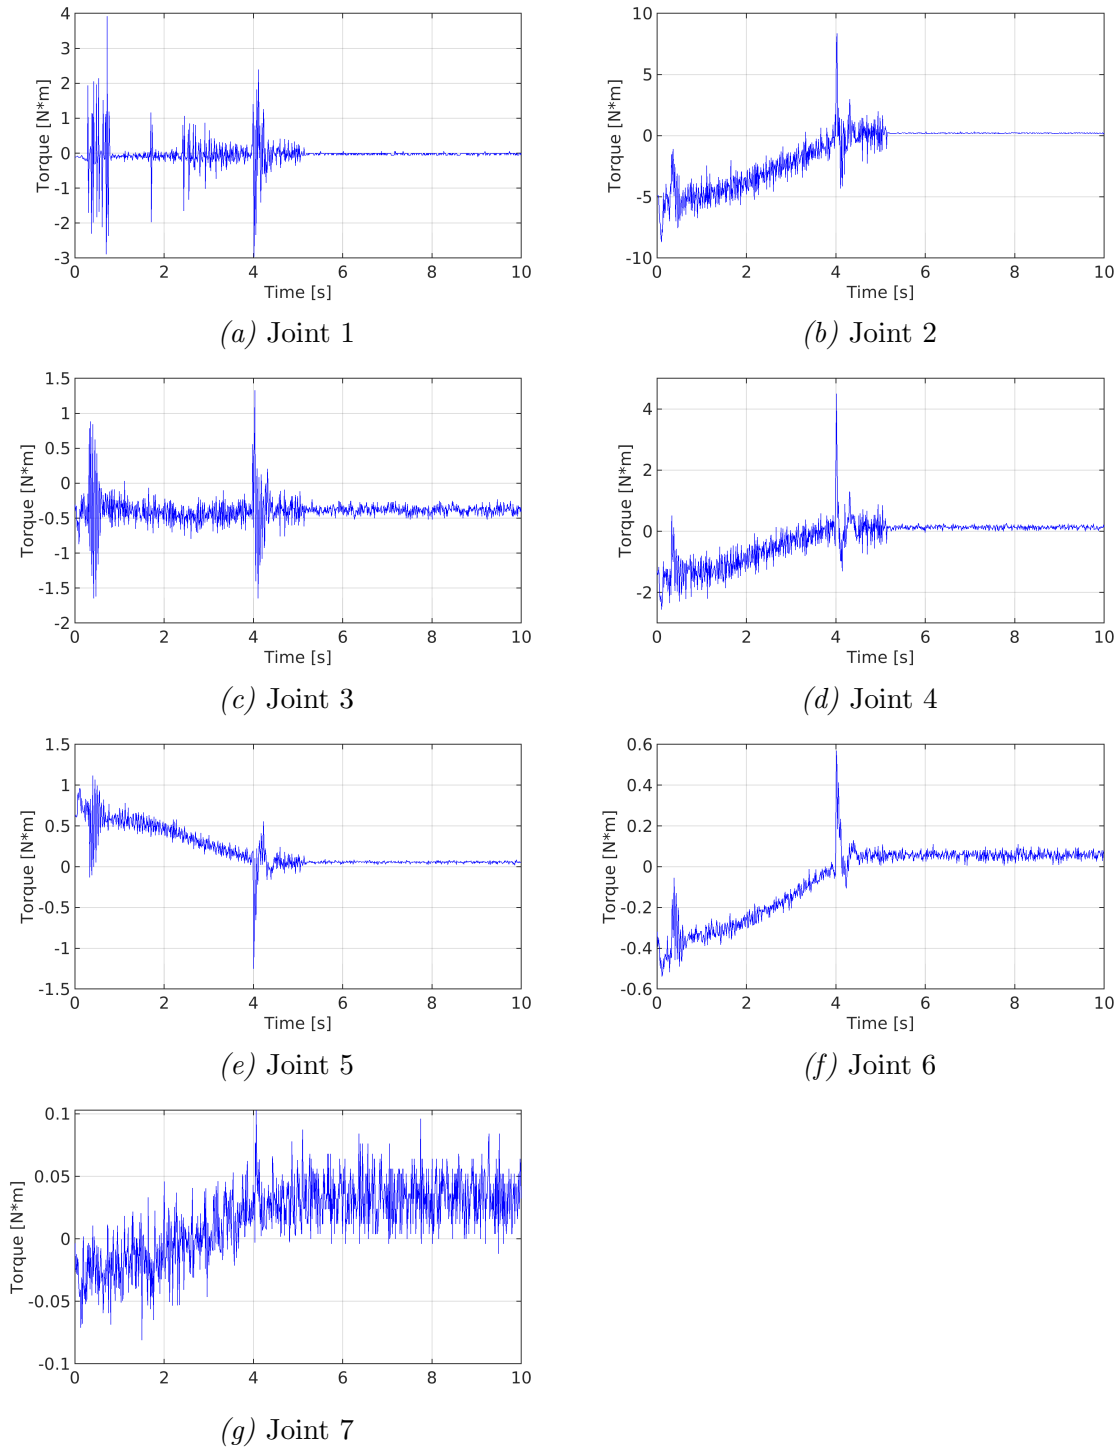 4
3
2
1
0
-1
-2
-3
Torque [N*m]
0 2 4 6 8 10
Time [s]
(a) Joint 1
10
5
0
-5
-10
Torque [N*m]
0 2 4 6 8 10
Time [s]
(b) Joint 2
1.5
1
0.5
0
-0.5
-1
-1.5
-2
Torque [N*m]
0 2 4 6 8 10
Time [s]
(c) Joint 3
4
2
0
-2
Torque [N*m]
0 2 4 6 8 10
Time [s]
(d) Joint 4
1.5
1
0.5
0
-0.5
-1
-1.5
Torque [N*m]
0 2 4 6 8 10
Time [s]
(e) Joint 5
0.6
0.4
0.2
0
-0.2
-0.4
-0.6
Torque [N*m]
0 2 4 6 8 10
Time [s]
(f) Joint 6
0.1
0.05
0
-0.05
-0.1
Torque [N*m]
0 2 4 6 8 10
(g) Joint 7